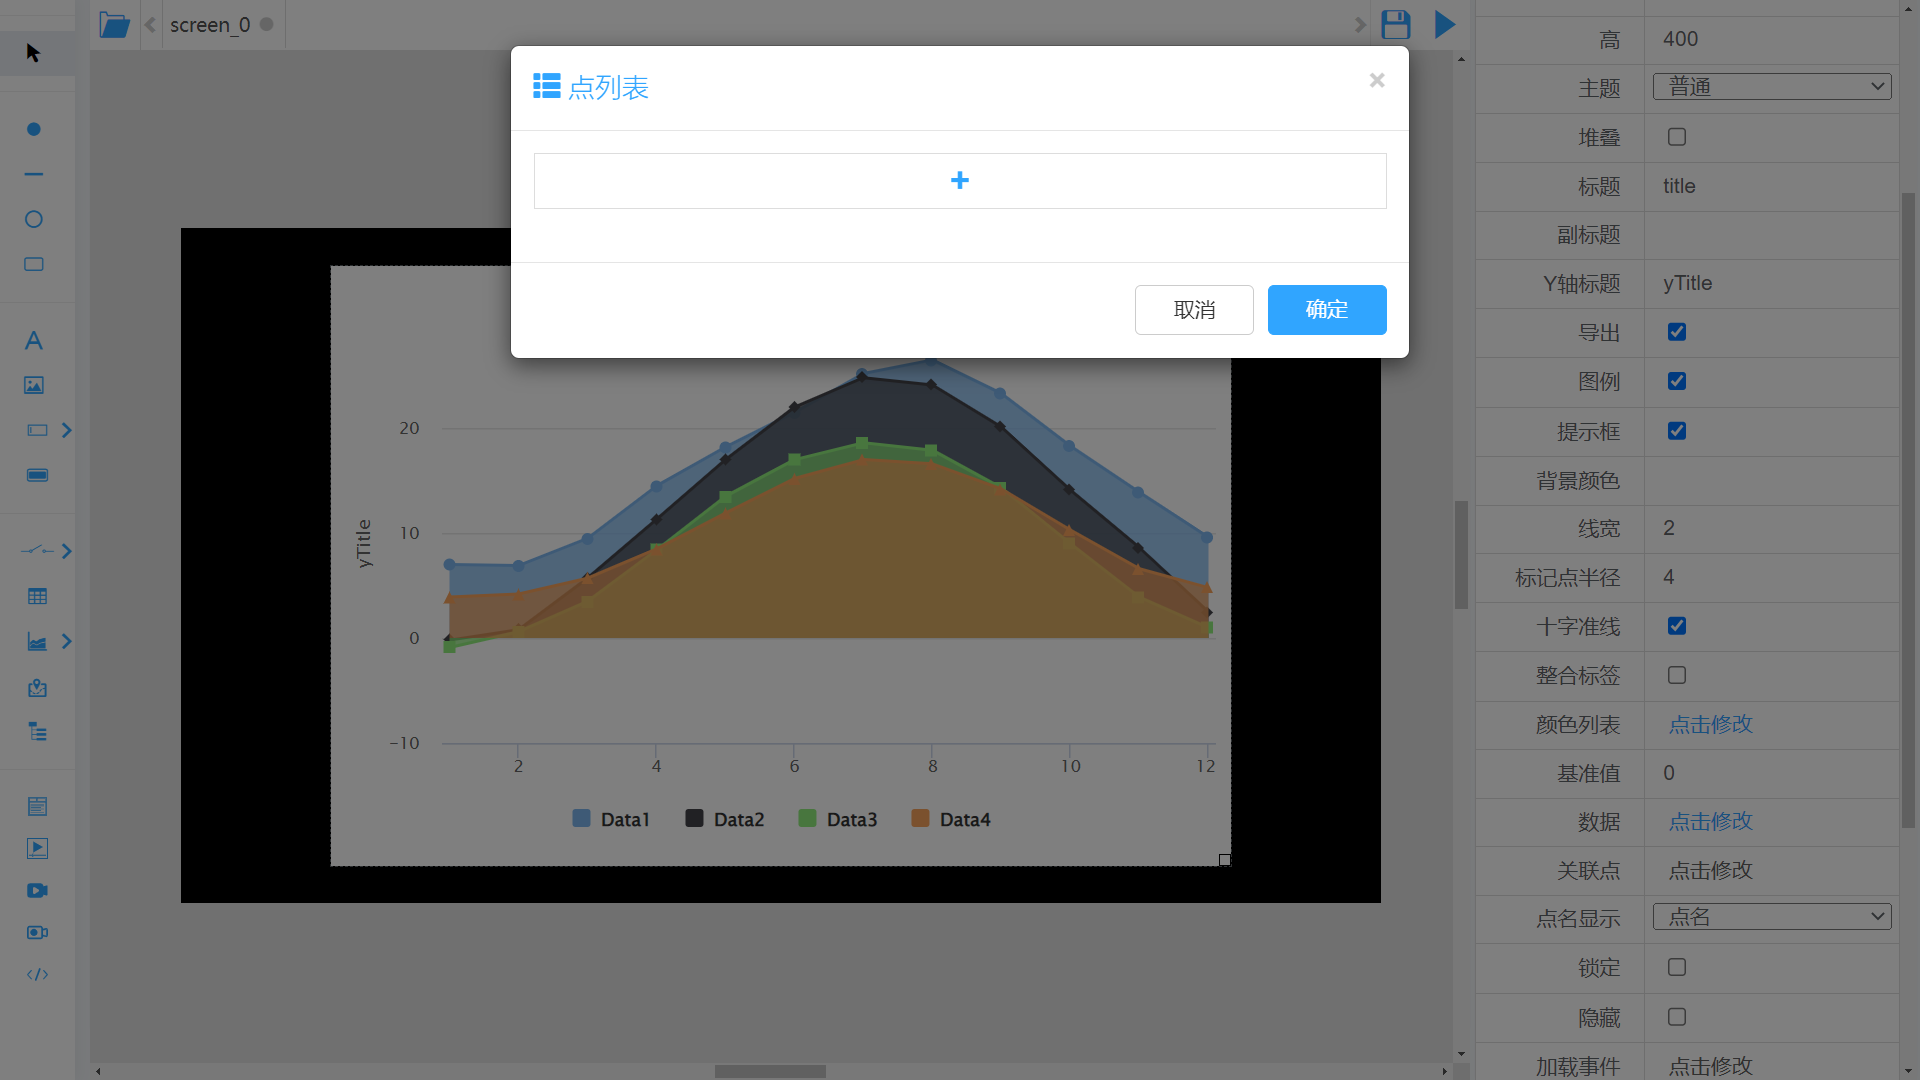 screen_0
点列表
×
取消
确定
20
10
0
−10
yTitle
2
4
6
8
10
12
Data1
Data2
Data3
Data4
高
400
主题
普通
堆叠
标题
title
副标题
Y轴标题
yTitle
导出
图例
提示框
背景颜色
线宽
2
标记点半径
4
十字准线
整合标签
颜色列表
点击修改
基准值
0
数据
点击修改
关联点
点击修改
点名显示
点名
锁定
隐藏
加载事件
点击修改